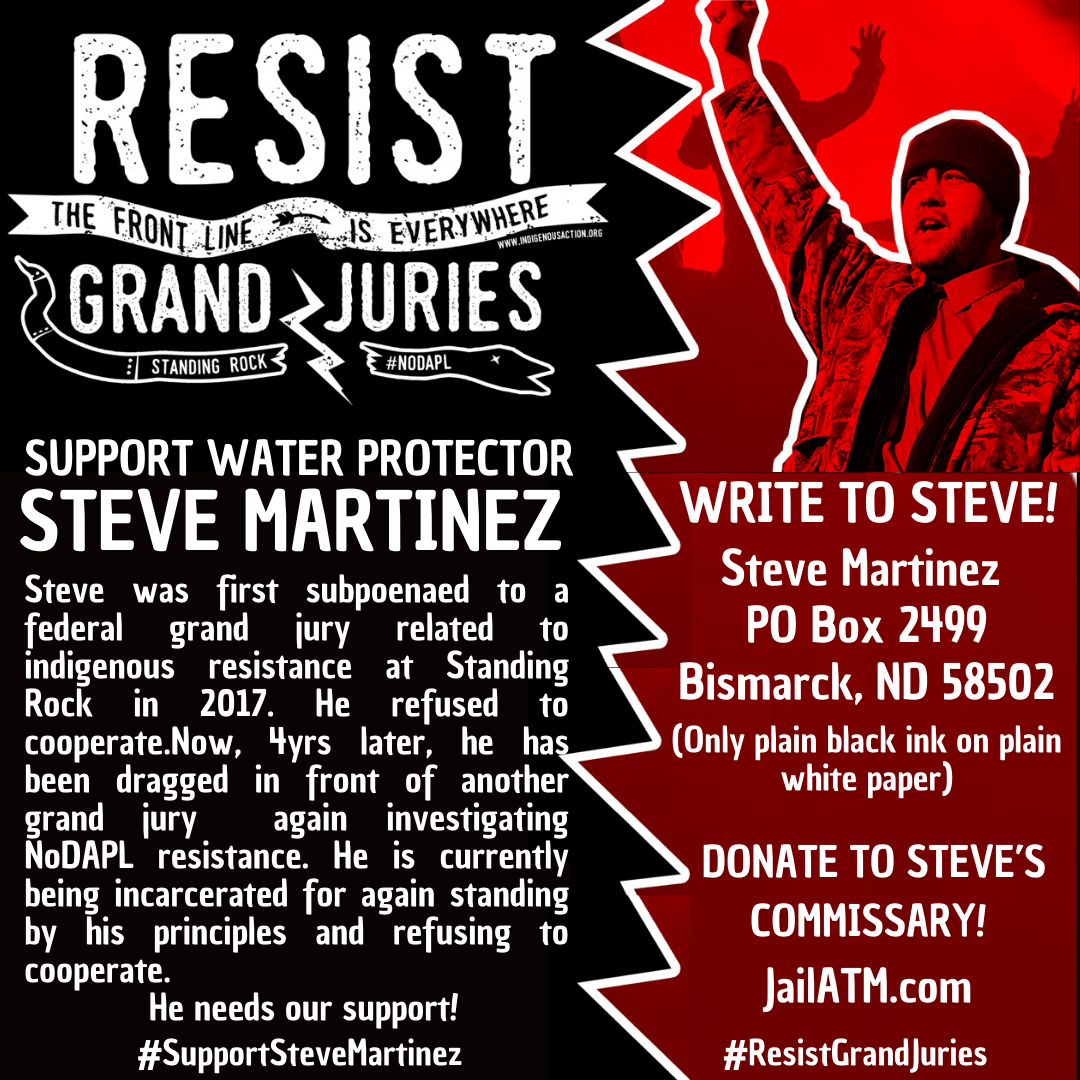 RESIST
THE FRONT LINE IS EVERYWHERE
WWW.INDIGENOUSACTION.ORG
GRAND JURIES
STANDING ROCK
#NODAPL
SUPPORT WATER PROTECTOR
STEVE MARTINEZ
Steve was first subpoenaed to a
federal grand jury related to
indigenous resistance at Standing
Rock in 2017. He refused to
cooperate.Now, 4yrs later, he has
been dragged in front of another
grand jury again investigating
NoDAPL resistance. He is currently
being incarcerated for again standing
by his principles and refusing to
cooperate.
He needs our support!
#SupportSteveMartinez
WRITE TO STEVE!
Steve Martinez
PO Box 2499
Bismarck, ND 58502
(Only plain black ink on plain
white paper)
DONATE TO STEVE'S
COMMISSARY!
JailATM.com
#ResistGrandJuries